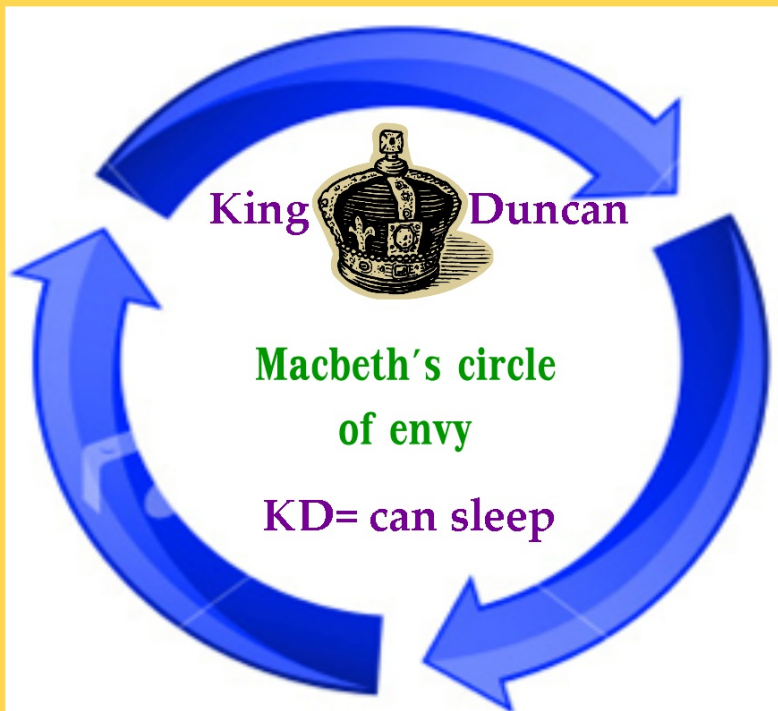 King Duncan
Macbeth's circle
of envy
KD= can sleep